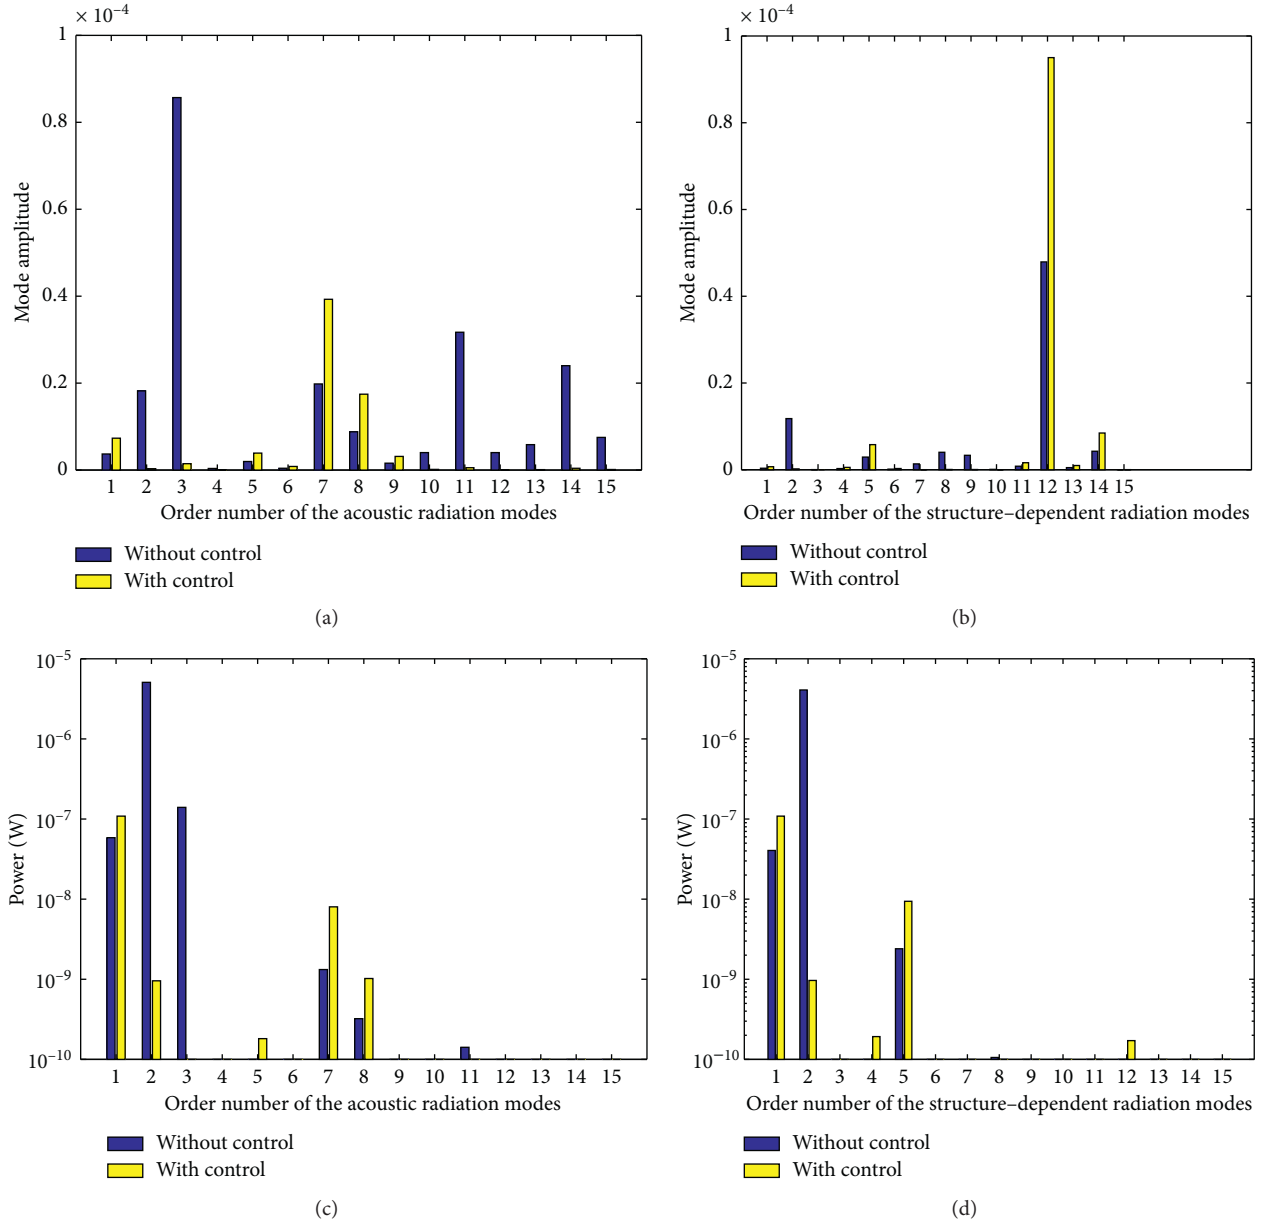 × 10⁻⁴
1
0.8
0.6
0.4
0.2
0
Mode amplitude
1 2 3 4 5 6 7 8 9 10 11 12 13 14 15
Order number of the acoustic radiation modes
Without control
With control
(a)
× 10⁻⁴
1
0.8
0.6
0.4
0.2
0
Mode amplitude
1 2 3 4 5 6 7 8 9 10 11 12 13 14 15
Order number of the structure–dependent radiation modes
Without control
With control
(b)
10⁻⁵
10⁻⁶
10⁻⁷
10⁻⁸
10⁻⁹
10⁻¹⁰
Power (W)
1 2 3 4 5 6 7 8 9 10 11 12 13 14 15
Order number of the acoustic radiation modes
Without control
With control
(c)
10⁻⁵
10⁻⁶
10⁻⁷
10⁻⁸
10⁻⁹
10⁻¹⁰
Power (W)
1 2 3 4 5 6 7 8 9 10 11 12 13 14 15
Order number of the structure–dependent radiation modes
Without control
With control
(d)